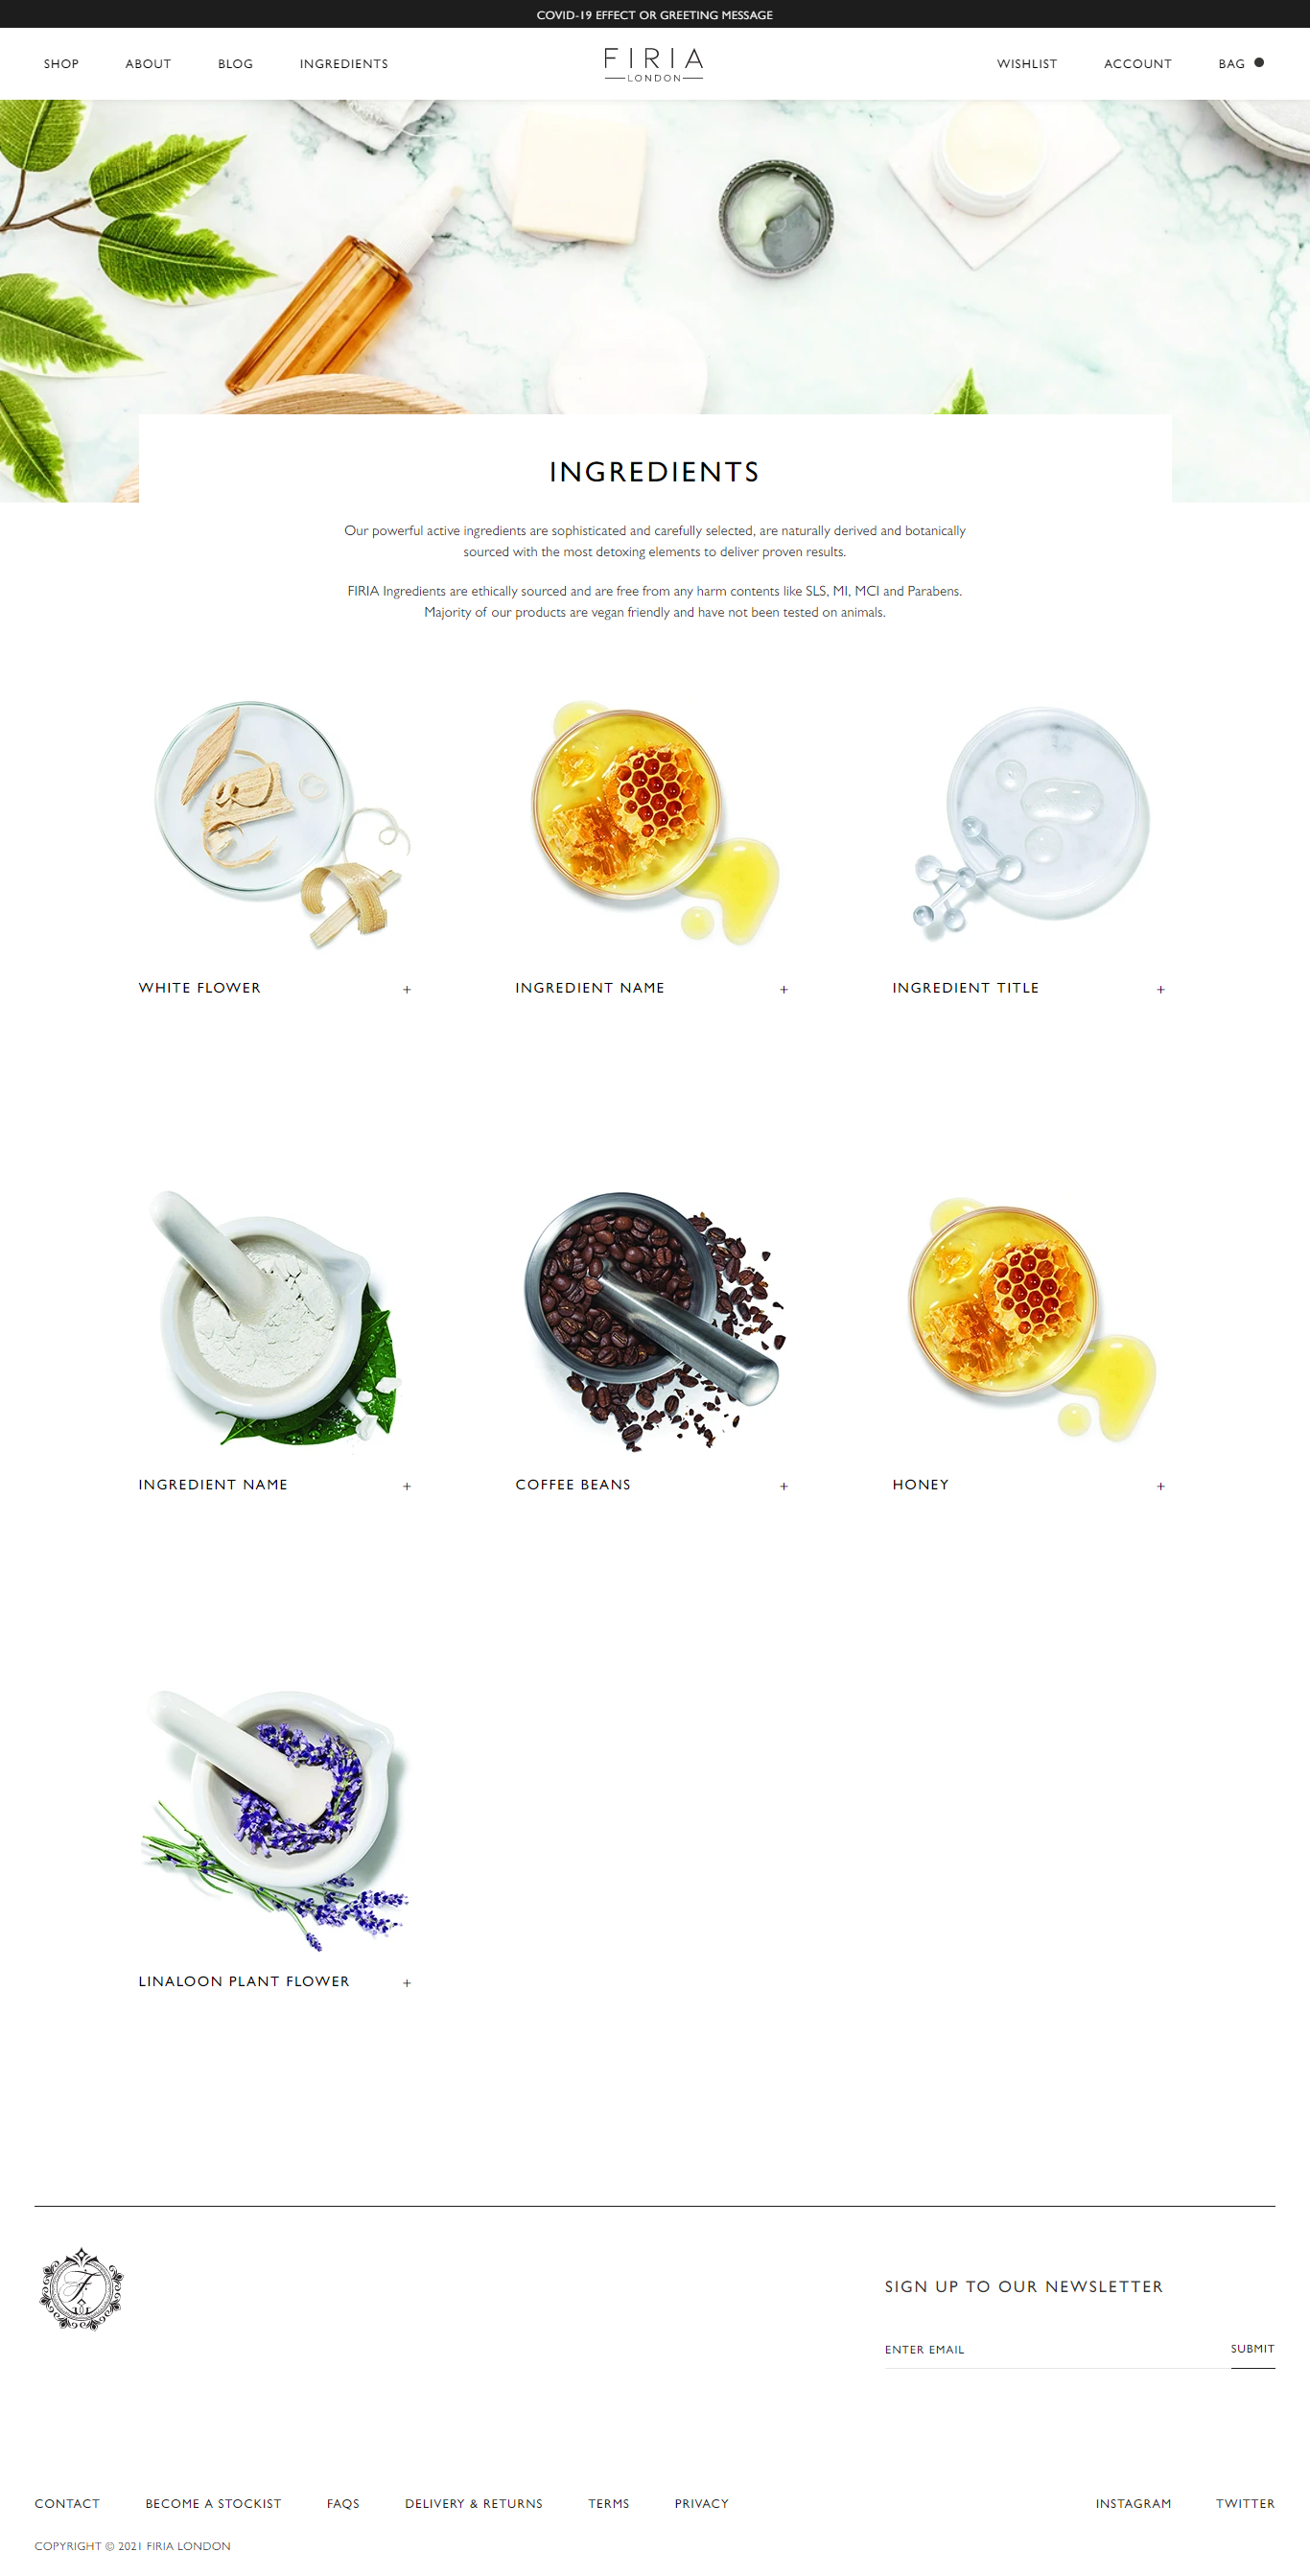 COVID-19 EFFECT OR GREETING MESSAGE
SHOP ABOUT BLOG INGREDIENTS FIRIA LONDON WISHLIST ACCOUNT BAG
INGREDIENTS
Our powerful active ingredients are sophisticated and carefully selected, are naturally derived and botanically
sourced with the most detoxing elements to deliver proven results.
FIRIA Ingredients are ethically sourced and are free from any harm contents like SLS, MI, MCI and Parabens.
Majority of our products are vegan friendly and have not been tested on animals.
WHITE FLOWER + INGREDIENT NAME + INGREDIENT TITLE +
INGREDIENT NAME + COFFEE BEANS + HONEY +
LINALOON PLANT FLOWER +
F
SIGN UP TO OUR NEWSLETTER
ENTER EMAIL SUBMIT
CONTACT BECOME A STOCKIST FAQS DELIVERY & RETURNS TERMS PRIVACY INSTAGRAM TWITTER
COPYRIGHT © 2021 FIRIA LONDON